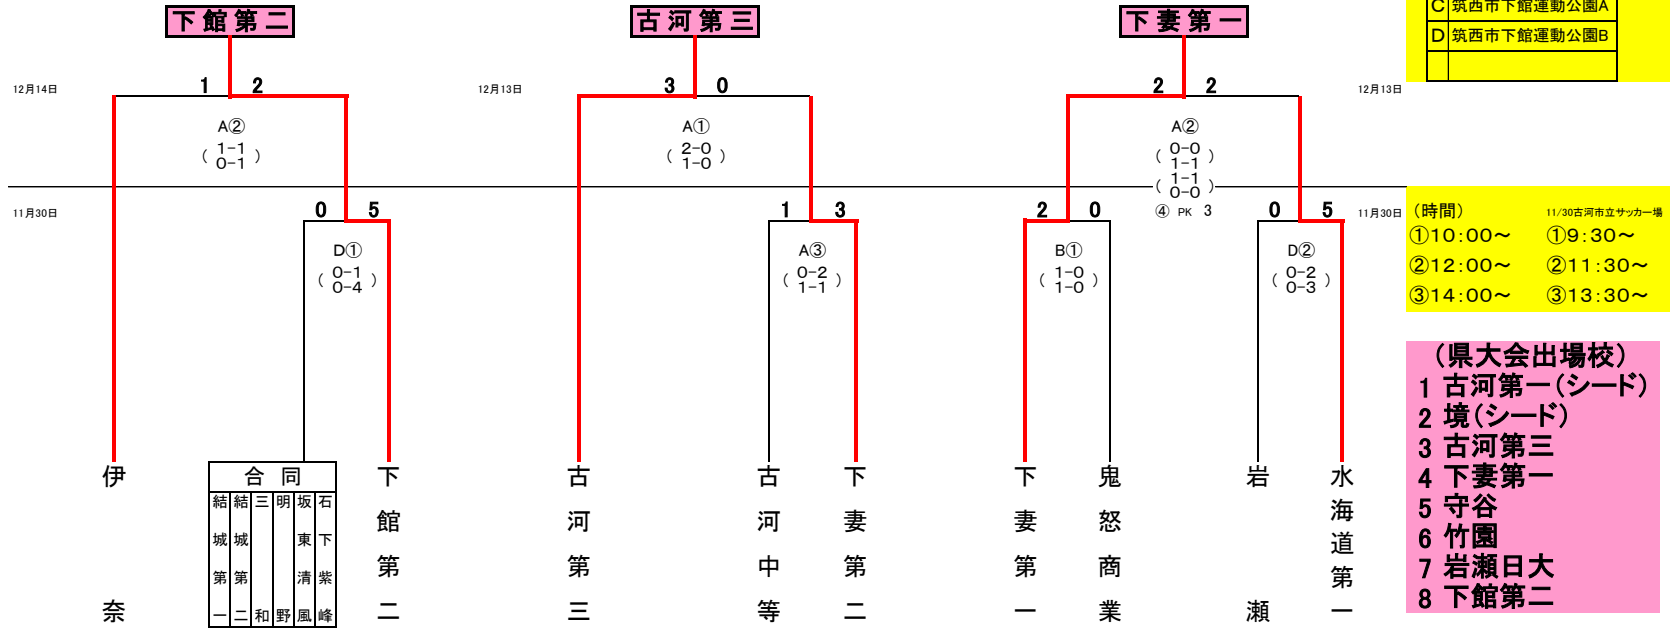 下館第二
古河第三
下妻第一
C 筑西市下館運動公園A
D 筑西市下館運動公園B
12月14日
1 2
12月13日
3 0
2 2
12月13日
A②
( 1-1
0-1 )
A①
( 2-0
1-0 )
A②
( 0-0
1-1 )
( 1-1
0-0 )
④ PK 3
11月30日
0 5
1 3
2 0
0 5
11月30日
D①
( 0-1
0-4 )
A③
( 0-2
1-1 )
B①
( 1-0
1-0 )
D②
( 0-2
0-3 )
(時間) 11/30古河市立サッカー場
①10:00～ ①9:30～
②12:00～ ②11:30～
③14:00～ ③13:30～
(県大会出場校)
1 古河第一(シード)
2 境(シード)
3 古河第三
4 下妻第一
5 守谷
6 竹園
7 岩瀬日大
8 下館第二
伊奈
合同
結城第一
結城第二
三和
明野
坂東清風
石下紫峰
下館第二
古河第三
古河中等
下妻第二
下妻第一
鬼怒商業
岩瀬
水海道第一